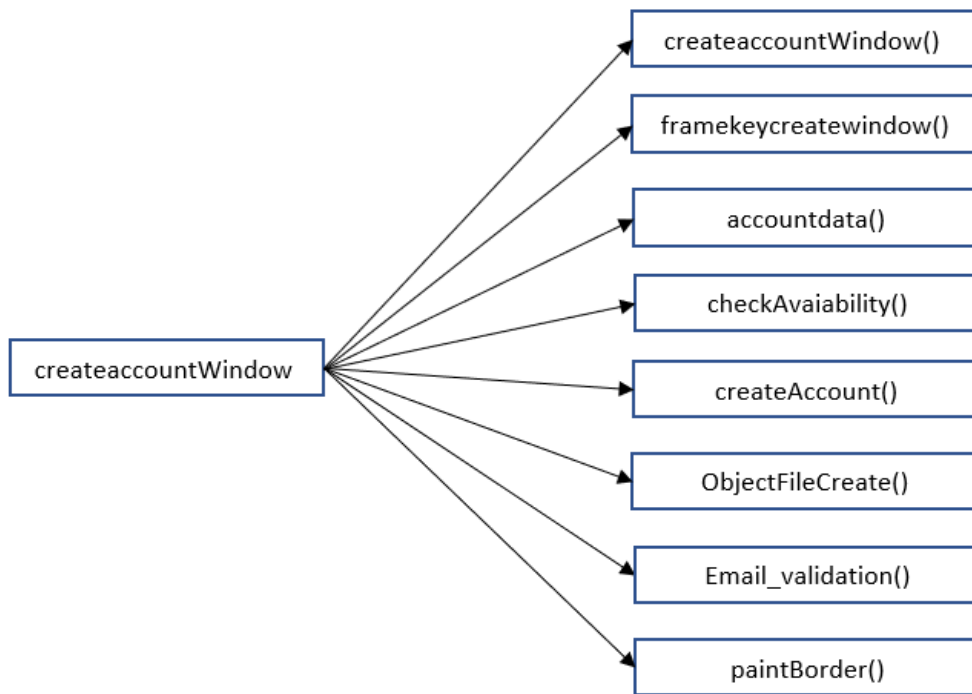 createaccountWindow()
framekeycreatewindow()
accountdata()
checkAvaiability()
createaccountWindow
createAccount()
ObjectFileCreate()
Email_validation()
paintBorder()